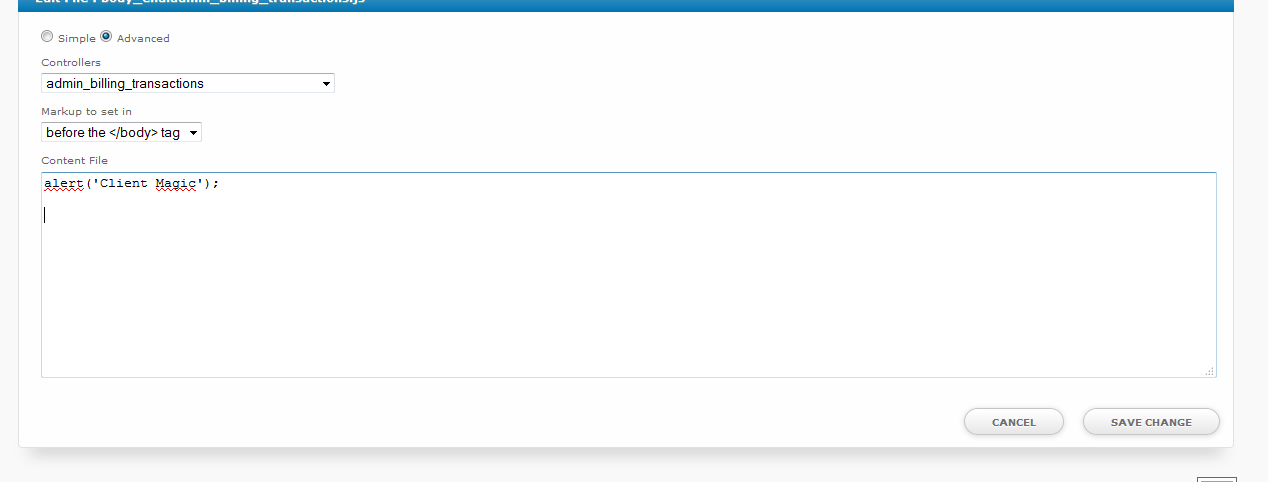 Simple Advanced
Controllers
admin_billing_transactions
Markup to set in
before the </body> tag
Content File
alert('Client Magic');
CANCEL SAVE CHANGE